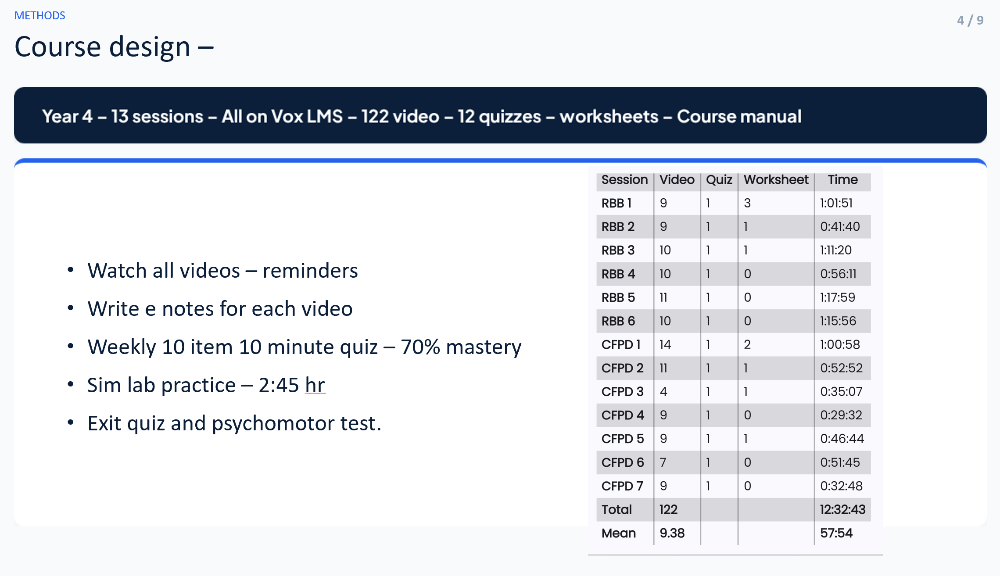 METHODS
4 / 9
Course design –
Year 4 – 13 sessions – All on Vox LMS – 122 video – 12 quizzes – worksheets – Course manual
• Watch all videos – reminders
• Write e notes for each video
• Weekly 10 item 10 minute quiz – 70% mastery
• Sim lab practice – 2:45 hr
• Exit quiz and psychomotor test.
Session Video Quiz Worksheet Time
RBB 1 9 1 3 1:01:51
RBB 2 9 1 1 0:41:40
RBB 3 10 1 1 1:11:20
RBB 4 10 1 0 0:56:11
RBB 5 11 1 0 1:17:59
RBB 6 10 1 0 1:15:56
CFPD 1 14 1 2 1:00:58
CFPD 2 11 1 1 0:52:52
CFPD 3 4 1 1 0:35:07
CFPD 4 9 1 0 0:29:32
CFPD 5 9 1 1 0:46:44
CFPD 6 7 1 0 0:51:45
CFPD 7 9 1 0 0:32:48
Total 122 12:32:43
Mean 9.38 57:54